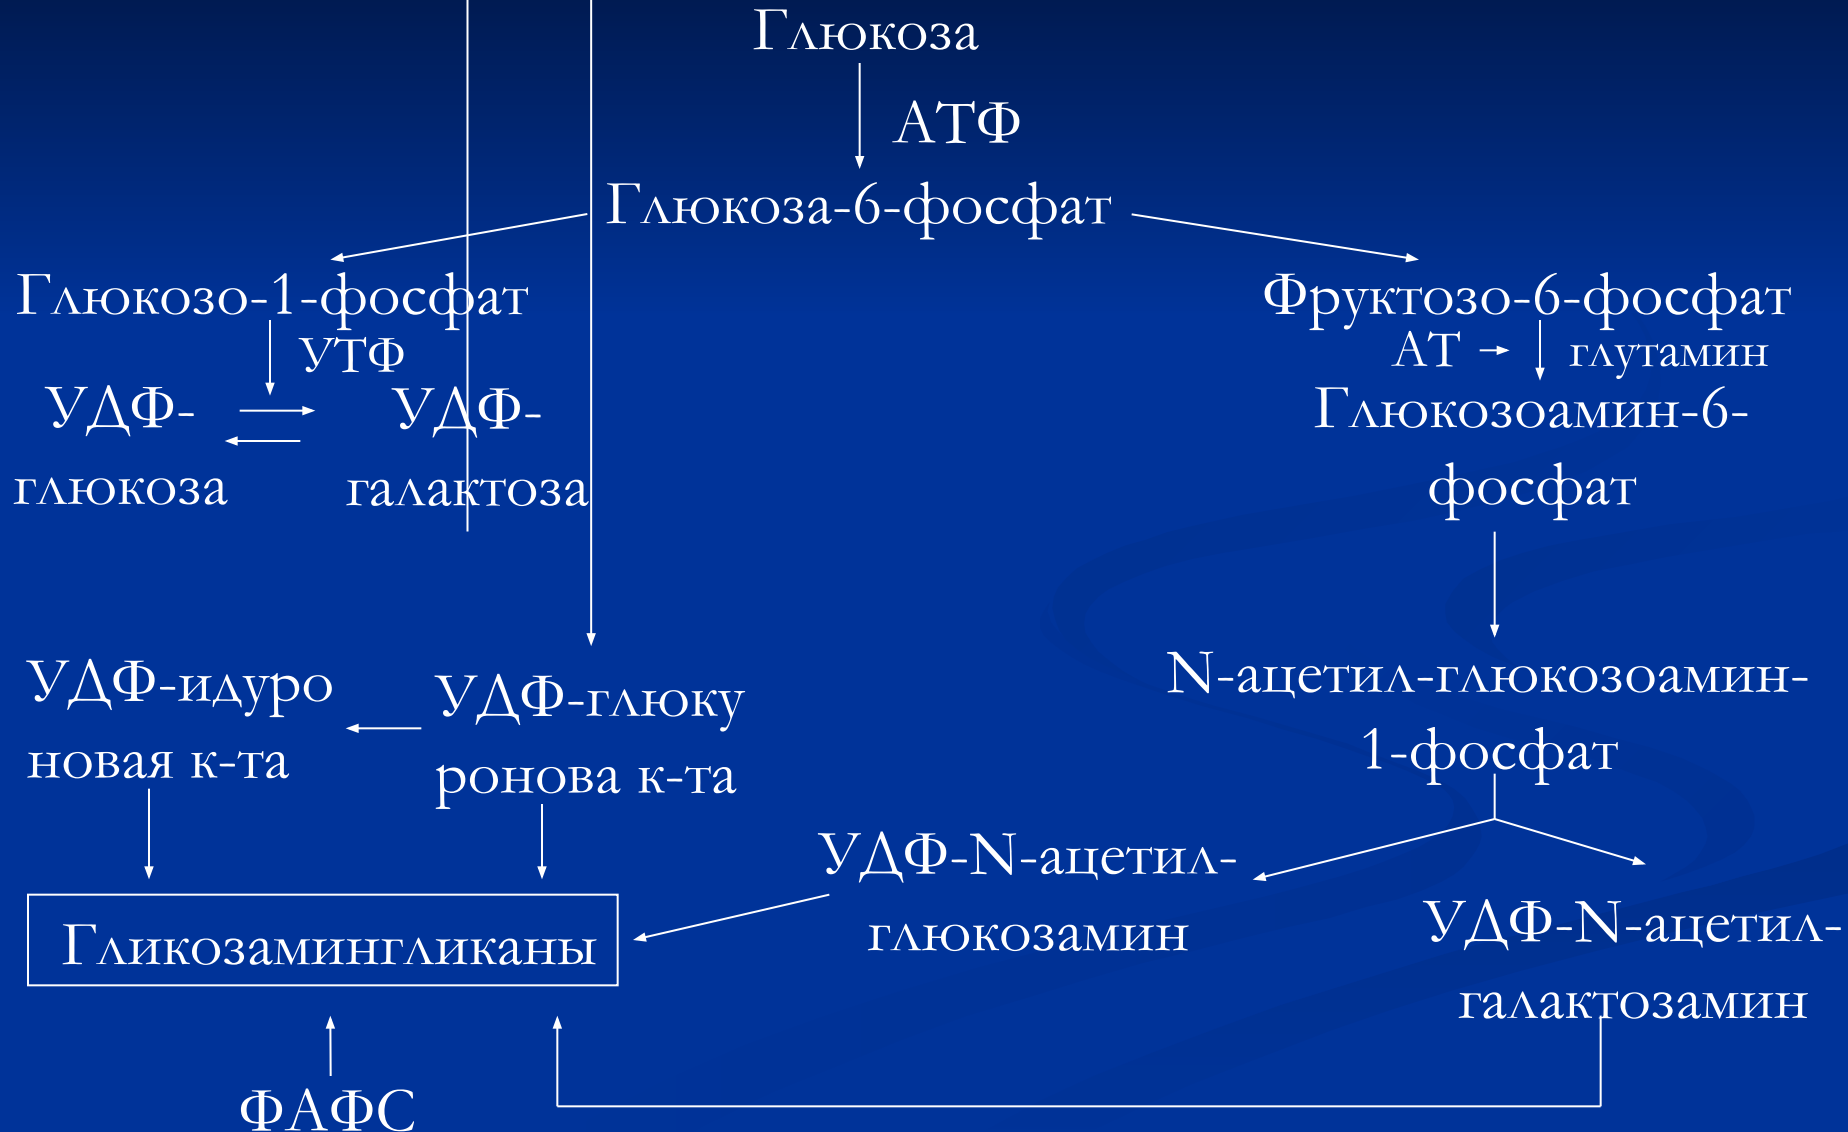 Глюкоза
АТФ
Глюкоза-6-фосфат
Глюкозо-1-фосфат
Фруктозо-6-фосфат
УТФ
АТ
глутамин
УДФ-
глюкоза
УДФ-
галактоза
Глюкозоамин-6-
фосфат
N-ацетил-глюкозоамин-
1-фосфат
УДФ-идуро
новая к-та
УДФ-глюку
ронова к-та
УДФ-N-ацетил-
глюкозамин
УДФ-N-ацетил-
галактозамин
Гликозамингликаны
ФАФС